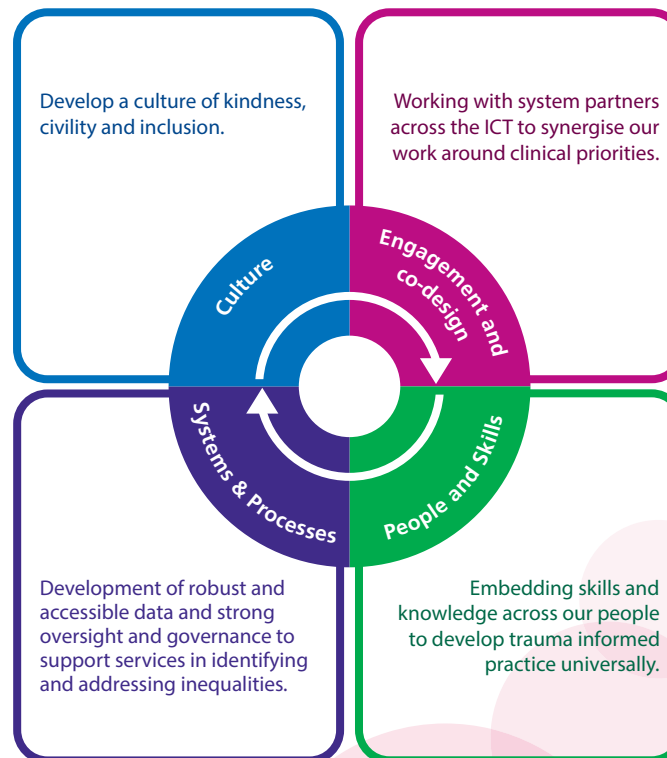 Develop a culture of kindness,
civility and inclusion.
Working with system partners
across the ICT to synergise our
work around clinical priorities.
Culture
Engagement and
co-design
Systems & Processes
People and Skills
Development of robust and
accessible data and strong
oversight and governance to
support services in identifying
and addressing inequalities.
Embedding skills and
knowledge across our people
to develop trauma informed
practice universally.